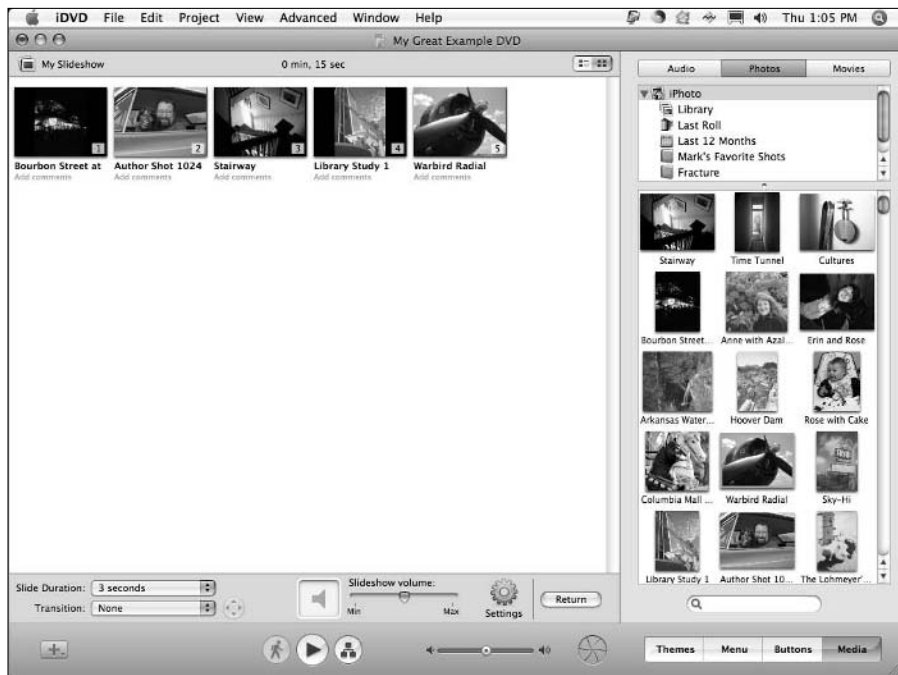 iDVD File Edit Project View Advanced Window Help Thu 1:05 PM
My Great Example DVD
My Slideshow 0 min, 15 sec
Audio Photos Movies
iPhoto
Library
Last Roll
Last 12 Months
Mark's Favorite Shots
Fracture
1 2 3 4 5
Bourbon Street at Author Shot 1024 Stairway Library Study 1 Warbird Radial
Add comments Add comments Add comments Add comments Add comments
Stairway Time Tunnel Cultures
Bourbon Street... Anne with Azal... Erin and Rose
Arkansas Water... Hoover Dam Rose with Cake
Columbia Mall ... Warbird Radial Sky-Hi
Library Study 1 Author Shot 10... The Lohmeyer'...
Slide Duration: 3 seconds
Transition: None
Slideshow volume:
Min Max
Settings
Return
Themes Menu Buttons Media